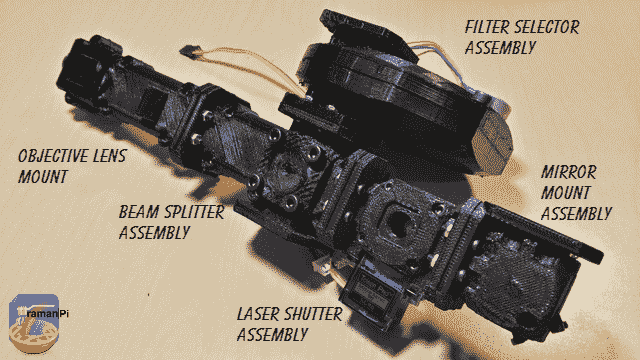 FILTER SELECTOR
ASSEMBLY
OBJECTIVE LENS
MOUNT
MIRROR
MOUNT
ASSEMBLY
BEAM SPLITTER
ASSEMBLY
LASER SHUTTER
ASSEMBLY
ramanPi